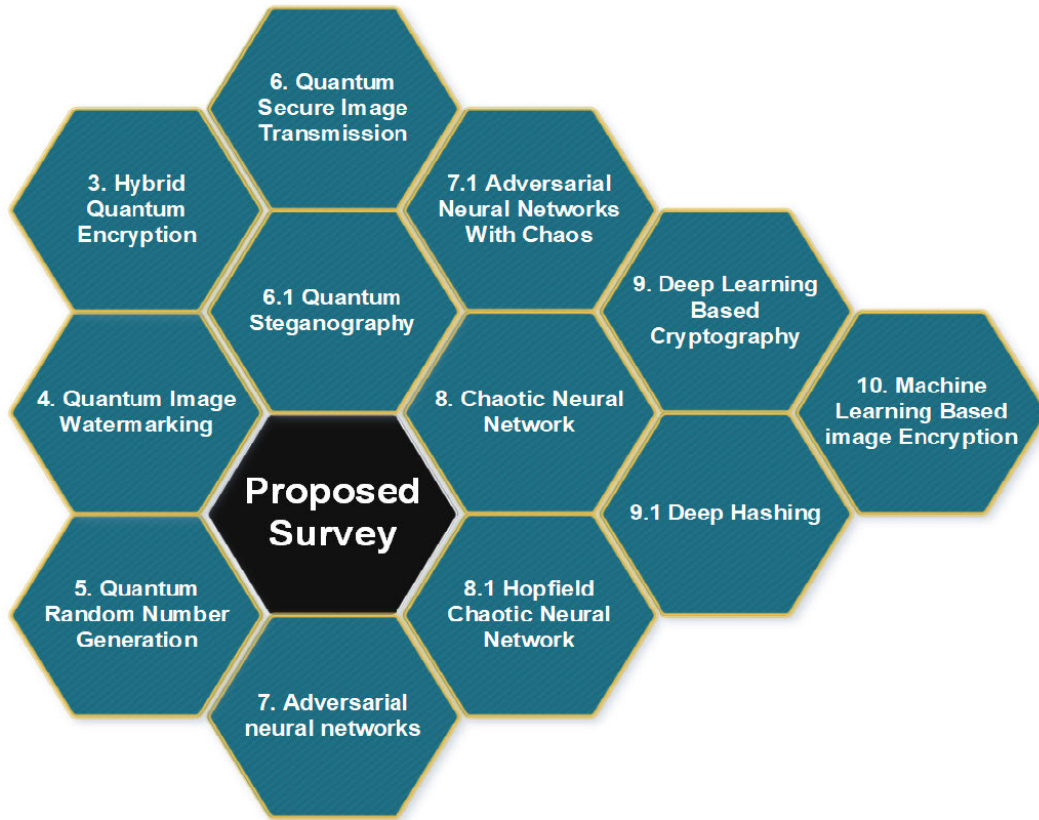 6. Quantum
Secure Image
Transmission
3. Hybrid
Quantum
Encryption
7.1 Adversarial
Neural Networks
With Chaos
6.1 Quantum
Steganography
9. Deep Learning
Based
Cryptography
4. Quantum Image
Watermarking
8. Chaotic Neural
Network
10. Machine
Learning Based
image Encryption
Proposed
Survey
9.1 Deep Hashing
5. Quantum
Random Number
Generation
8.1 Hopfield
Chaotic Neural
Network
7. Adversarial
neural networks